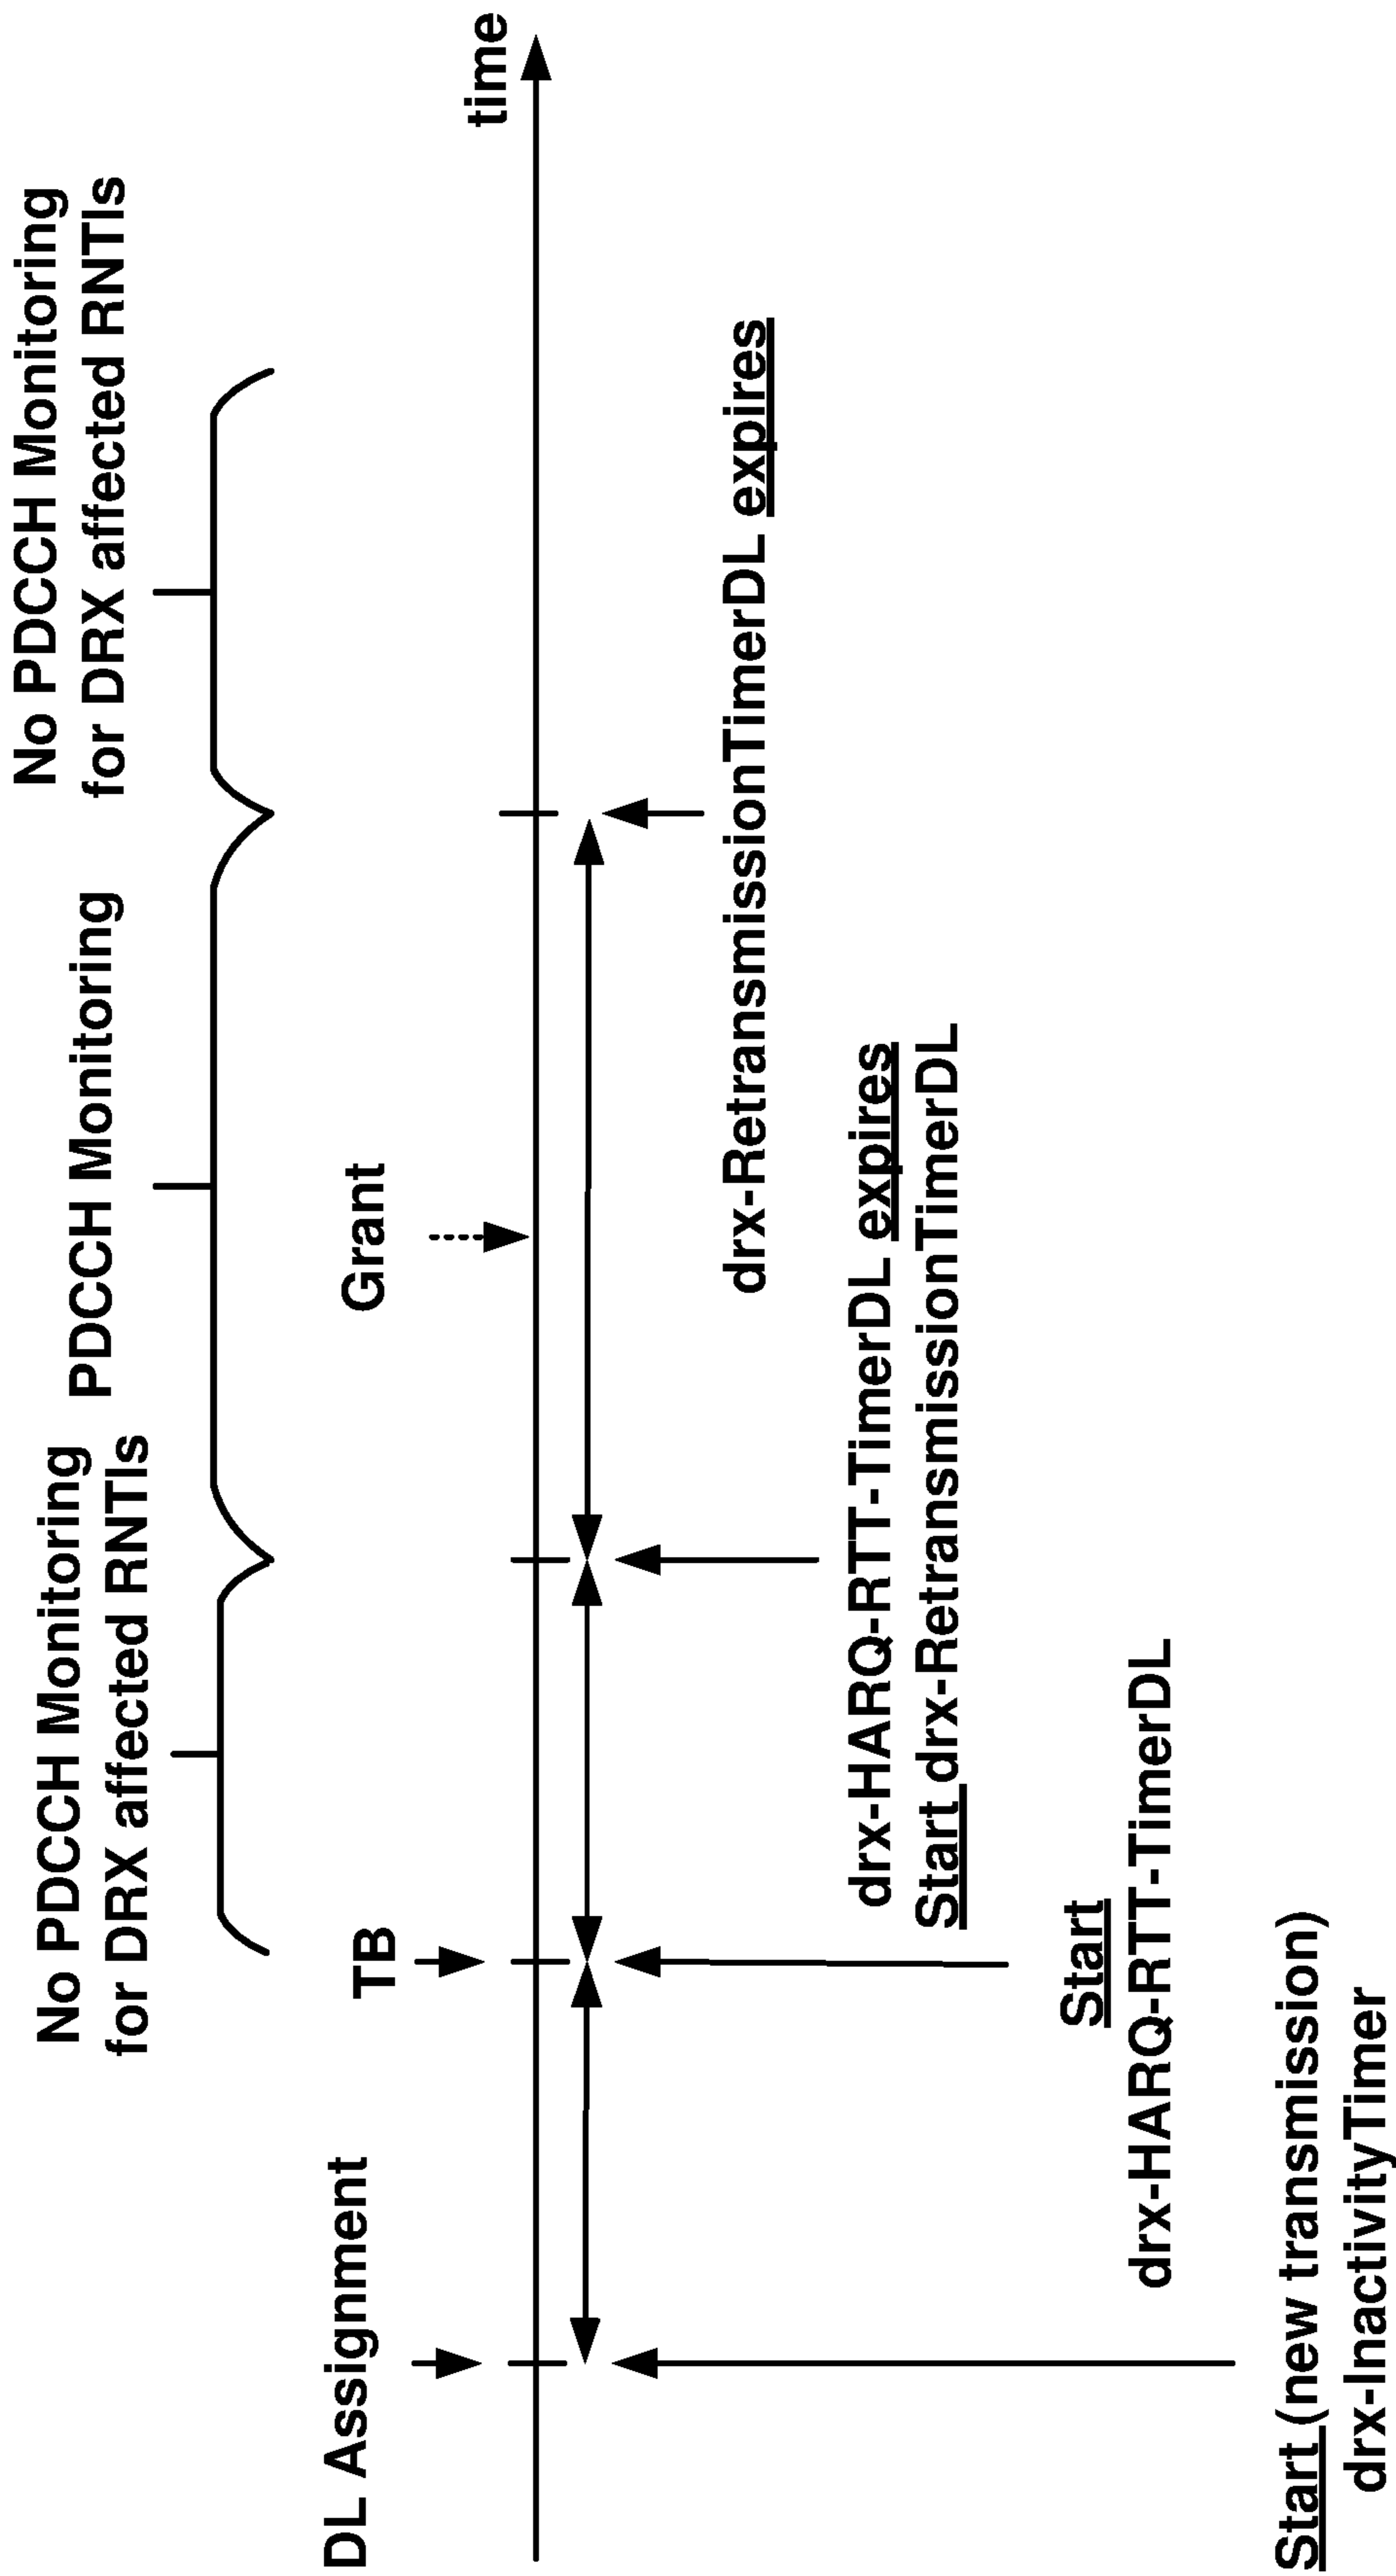 No PDCCH Monitoring
for DRX affected RNTIs
PDCCH Monitoring
No PDCCH Monitoring
for DRX affected RNTIs
DL Assignment
TB
Grant
time
drx-RetransmissionTimerDL expires
drx-HARQ-RTT-TimerDL expires
Start drx-RetransmissionTimerDL
Start
drx-HARQ-RTT-TimerDL
Start (new transmission)
drx-InactivityTimer